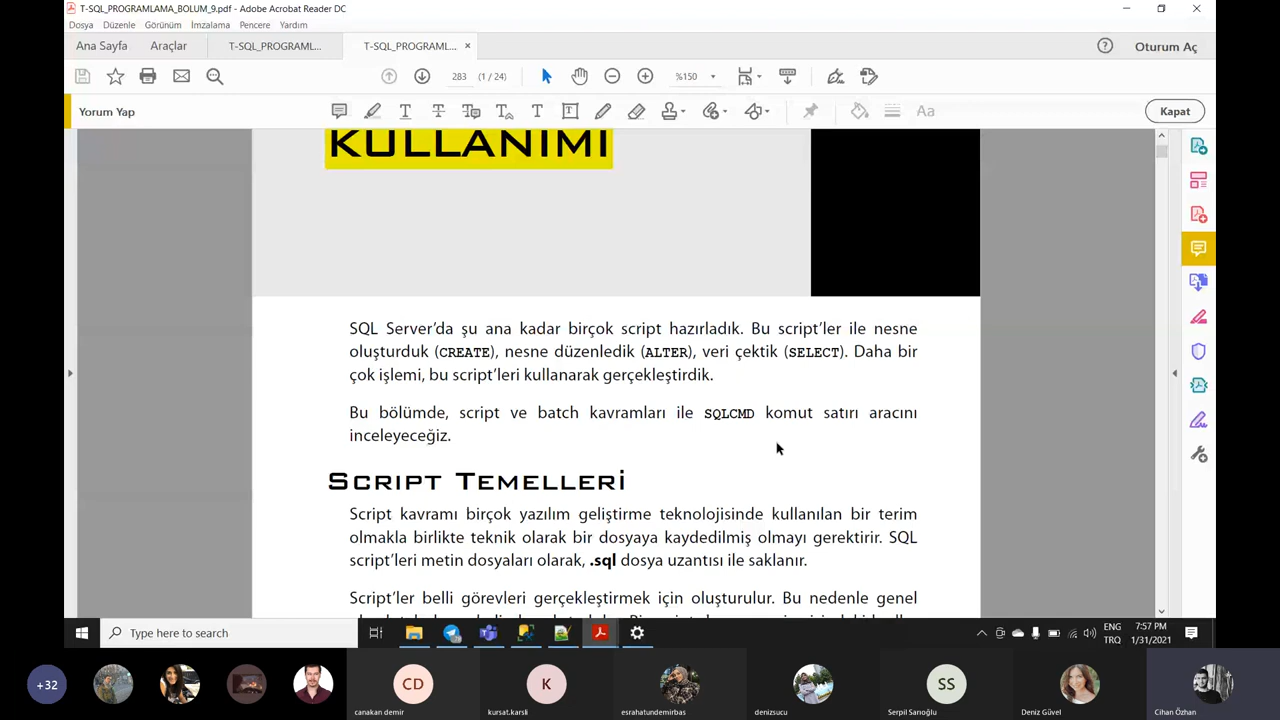 T-SQL_PROGRAMLAMA_BOLUM_9.pdf - Adobe Acrobat Reader DC
Dosya Düzenle Görünüm İmzalama Pencere Yardım
Ana Sayfa Araçlar T-SQL_PROGRAML... T-SQL_PROGRAML... × Oturum Aç
283 (1 / 24) %150
Yorum Yap Kapat
KULLANIMI
SQL Server'da şu ana kadar birçok script hazırladık. Bu script'ler ile nesne
oluşturduk (CREATE), nesne düzenledik (ALTER), veri çektik (SELECT). Daha bir
çok işlemi, bu script'leri kullanarak gerçekleştirdik.
Bu bölümde, script ve batch kavramları ile SQLCMD komut satırı aracını
inceleyeceğiz.
SCRIPT TEMELLERİ
Script kavramı birçok yazılım geliştirme teknolojisinde kullanılan bir terim
olmakla birlikte teknik olarak bir dosyaya kaydedilmiş olmayı gerektirir. SQL
script'leri metin dosyaları olarak, .sql dosya uzantısı ile saklanır.
Script'ler belli görevleri gerçekleştirmek için oluşturulur. Bu nedenle genel
Type here to search
ENG
TRQ
7:57 PM
1/31/2021
+32 CD K SS
canakan demir kursat.karsli esrahatundemirbas denizsucu Serpil Sarıoğlu Deniz Güvel Cihan Özhan